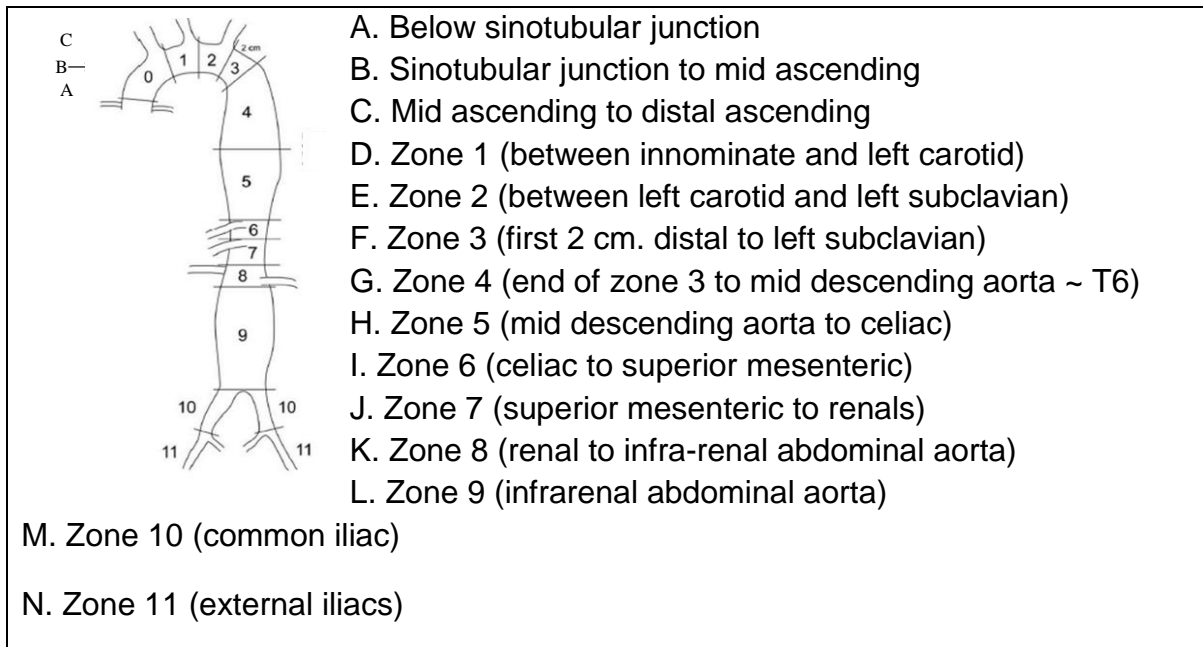 C
B
A
0
1
2
2 cm
3
4
5
6
7
8
9
10
10
11
11
A. Below sinotubular junction
B. Sinotubular junction to mid ascending
C. Mid ascending to distal ascending
D. Zone 1 (between innominate and left carotid)
E. Zone 2 (between left carotid and left subclavian)
F. Zone 3 (first 2 cm. distal to left subclavian)
G. Zone 4 (end of zone 3 to mid descending aorta ~ T6)
H. Zone 5 (mid descending aorta to celiac)
I. Zone 6 (celiac to superior mesenteric)
J. Zone 7 (superior mesenteric to renals)
K. Zone 8 (renal to infra-renal abdominal aorta)
L. Zone 9 (infrarenal abdominal aorta)
M. Zone 10 (common iliac)
N. Zone 11 (external iliacs)